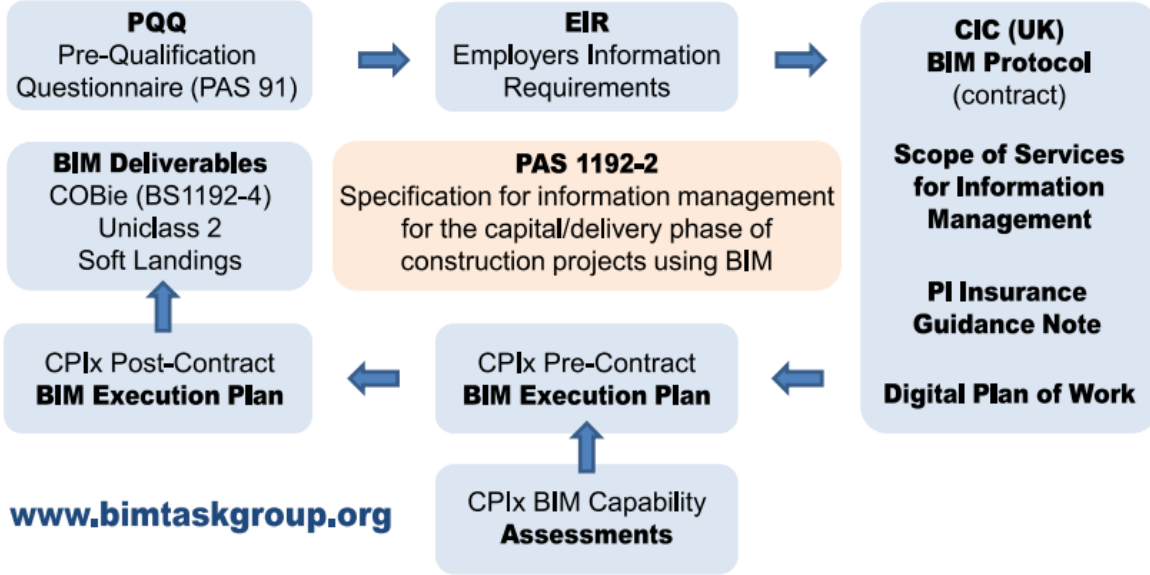 PQQ
Pre-Qualification
Questionnaire (PAS 91)
EIR
Employers Information
Requirements
CIC (UK)
BIM Protocol
(contract)
Scope of Services
for Information
Management
PI Insurance
Guidance Note
Digital Plan of Work
BIM Deliverables
COBie (BS1192-4)
Uniclass 2
Soft Landings
PAS 1192-2
Specification for information management
for the capital/delivery phase of
construction projects using BIM
CPIx Post-Contract
BIM Execution Plan
CPIx Pre-Contract
BIM Execution Plan
CPIx BIM Capability
Assessments
www.bimtaskgroup.org